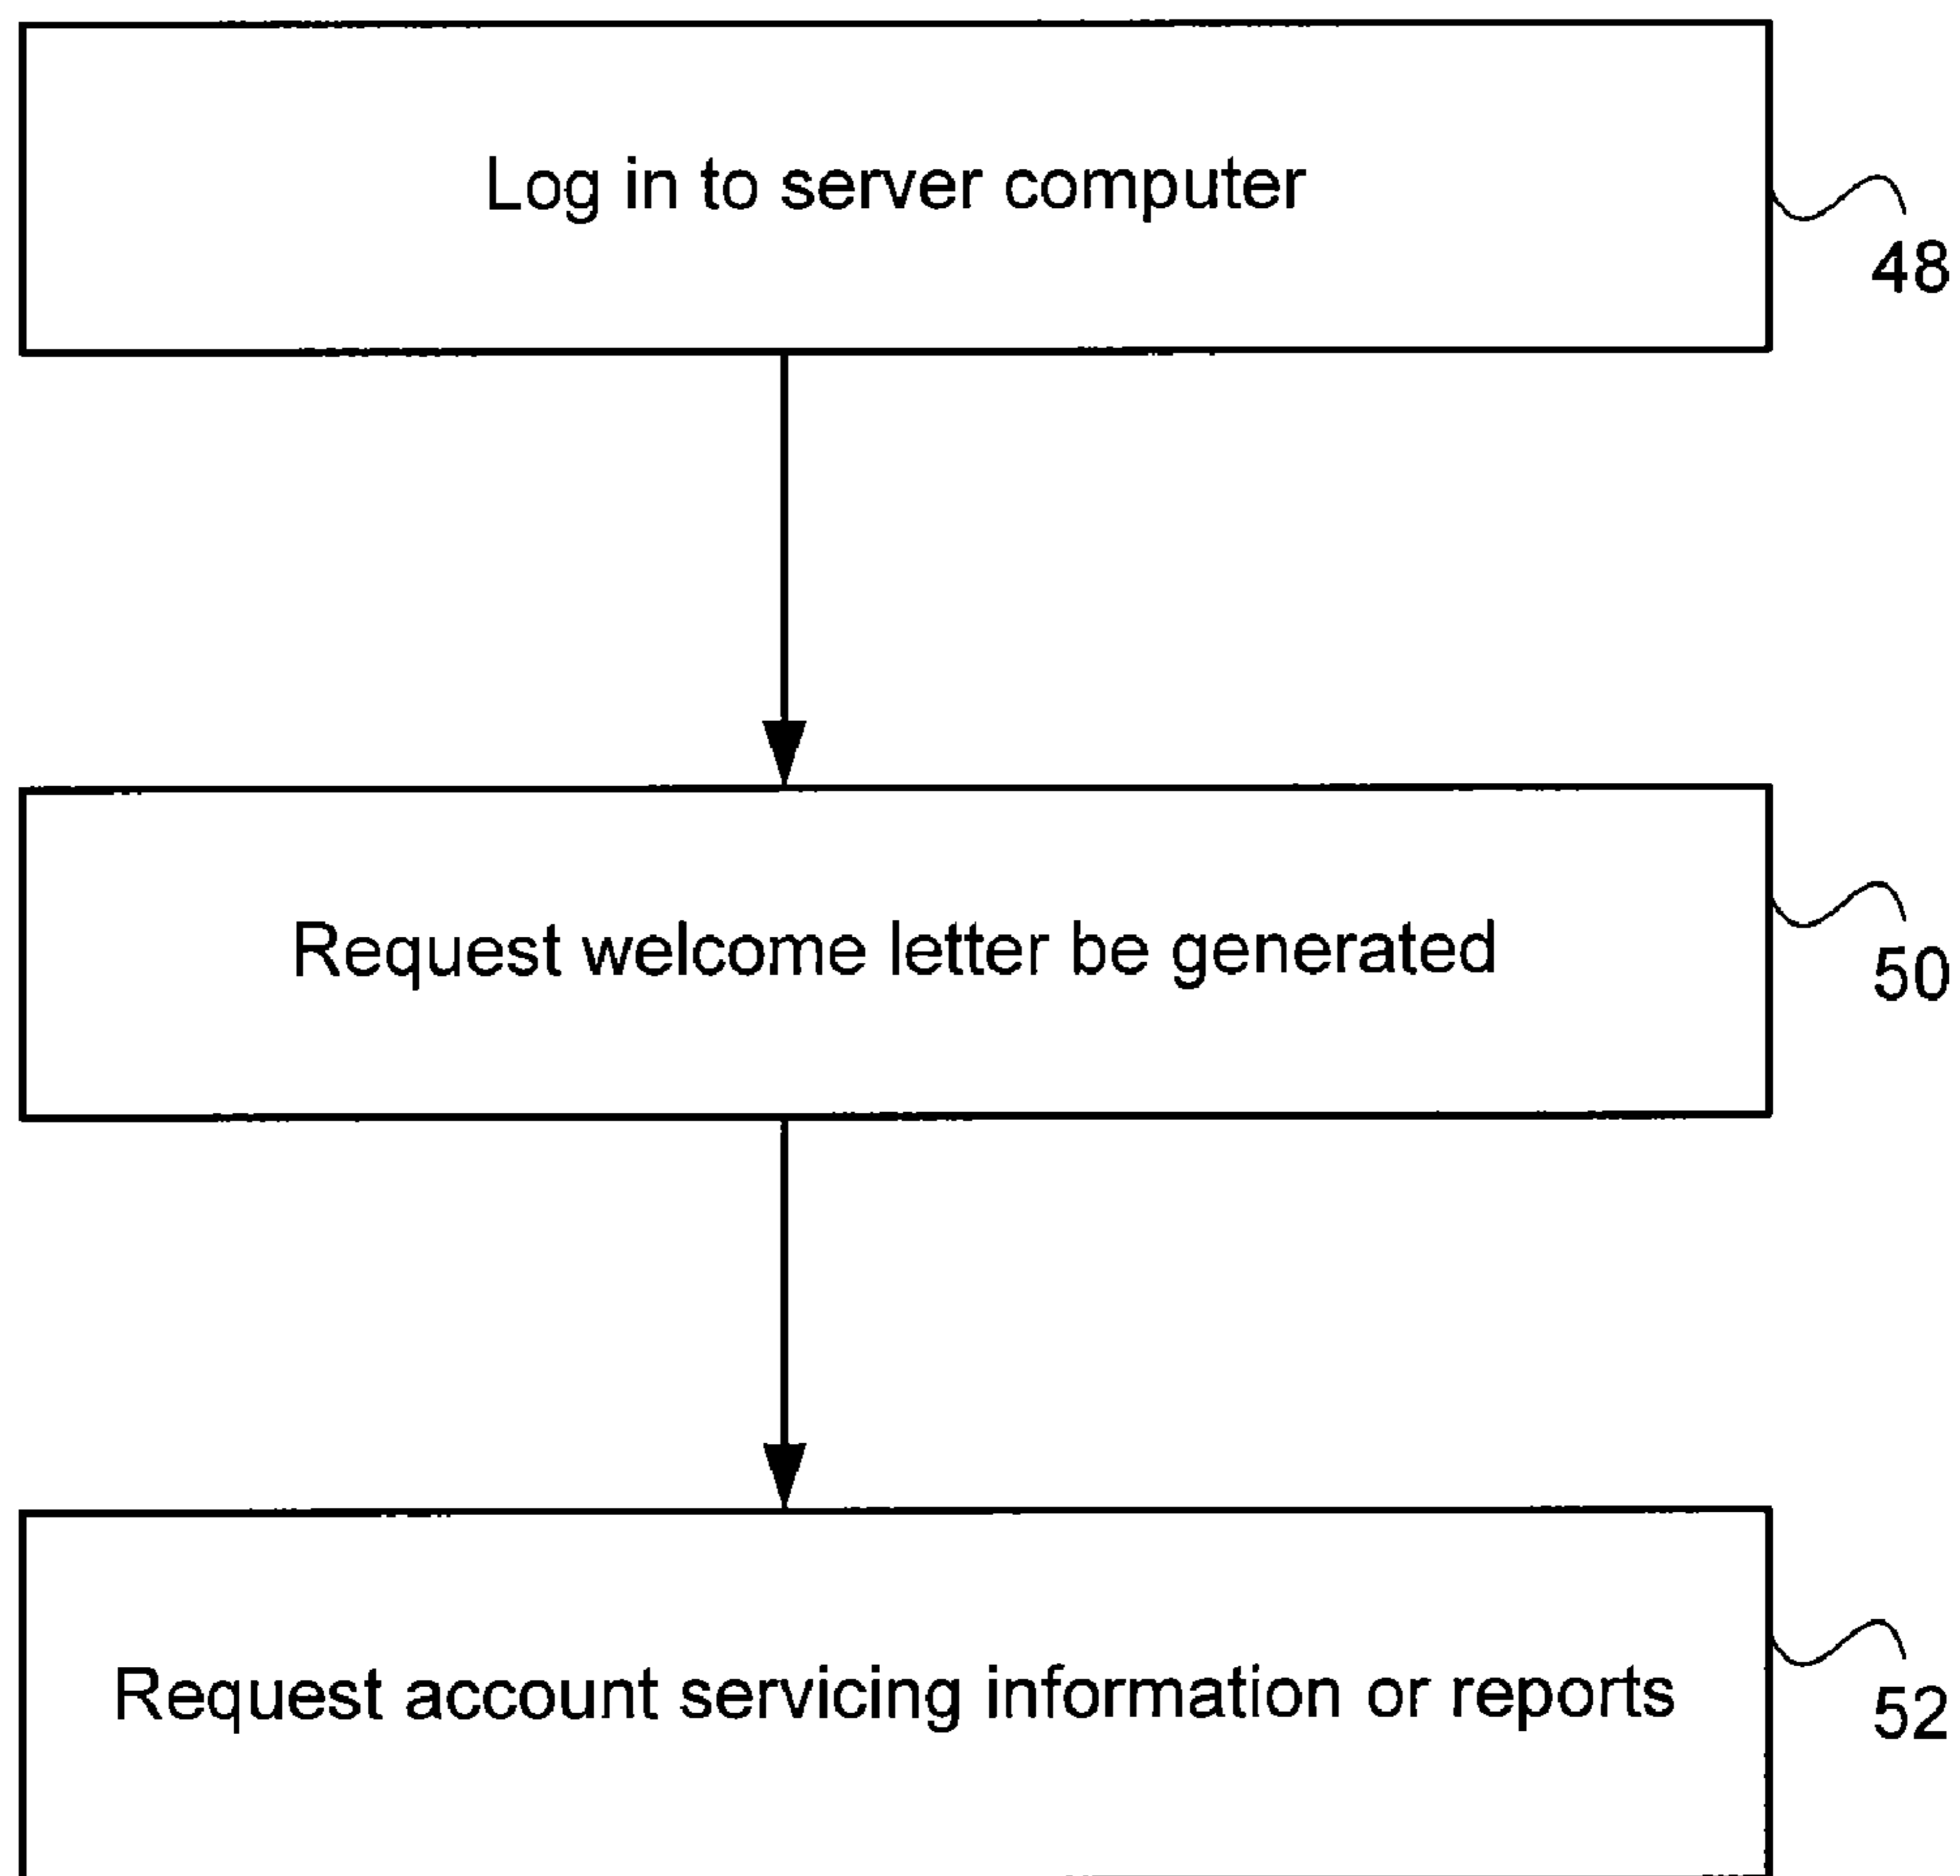 Log in to server computer
48
Request welcome letter be generated
50
Request account servicing information or reports
52